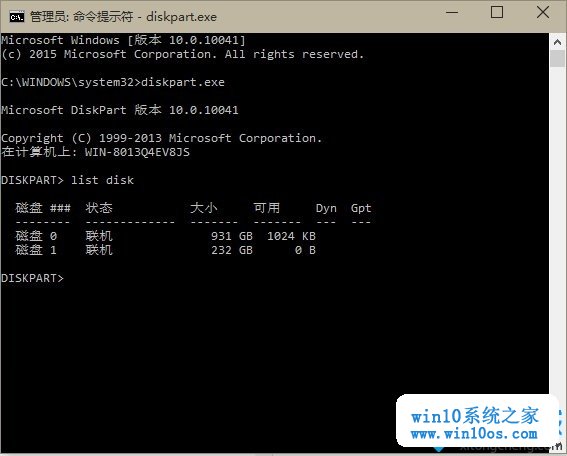 管理员: 命令提示符 - diskpart.exe
Microsoft Windows [版本 10.0.10041]
(c) 2015 Microsoft Corporation. All rights reserved.
C:\WINDOWS\system32>diskpart.exe
Microsoft DiskPart 版本 10.0.10041
Copyright (C) 1999-2013 Microsoft Corporation.
在计算机上: WIN-8013Q4EV8JS
DISKPART> list disk
磁盘 ### 状态 大小 可用 Dyn Gpt
-------- ------------- ------- ------- --- ---
磁盘 0 联机 931 GB 1024 KB
磁盘 1 联机 232 GB 0 B
DISKPART>
win10系统之家
www.win10os.com